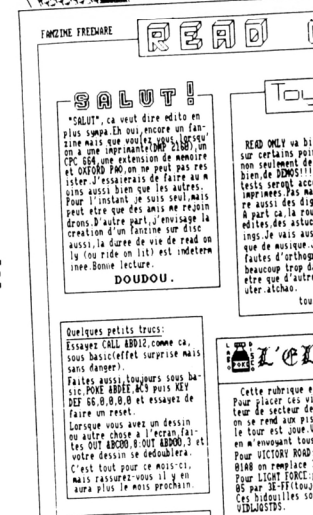 FANZINE FREEWARE
READ
SALUT!
"SALUT", ca veut dire edito en
plus sympa.Eh oui,encore un fan-
zine mais que voulez vous lorsqu'
on a une imprimante(DMP 2160),un
CPC 664,une extension de memoire
et OXFORD PAO,on ne peut pas res
ister.J'essaierais de faire au m
oins aussi bien que les autres.
Pour l'instant je suis seul,mais
peut etre que des amis me rejoin
drons.D'autre part,j'envisage la
creation d'un fanzine sur disc
aussi,la duree de vie de read on
ly (ou ride on lit) est indeterm
inee.Bonne lecture.
DOUDOU.
Quelques petits trucs:
Essayez CALL ABD12,comme ca,
sous basic(effet surprise mais
sans danger).
Faites aussi,toujours sous ba-
sic,POKE ABDEE,&C9 puis KEY
DEF 66,0,0,0 et essayez de
faire un reset.
Lorsque vous avez un dessin
ou autre chose a l'ecran,fai-
tes OUT ABC00,8:OUT ABD00,3 et
votre dessin se dedoublera.
C'est tout pour ce mois-ci,
mais rassurez-vous il y en
aura plus le mois prochain.
Toy
READ ONLY va bi
sur certains poi
non seulement de
bien,de DEMOS!!!
tests seront acc
imprimees.Pas ma
re aussi des dig
A part ca,la rou
edites,des astuc
ings.Je vais aus
que de musique.
fautes d'orthog
beaucoup trop d
etre que d'autr
uter.atchao.
tou
POKE
L'EL
Cette rubrique e
Pour placer ces vi
teur de secteur de
on se rend aux pis
le tour est joue.
en m'envoyant tous
Pour VICTORY ROAD:
01A8 on remplace
Pour LIGHT FORCE:
05 par 3E-FF(touj
Ces bidouilles so
VIDLJOSTDS.